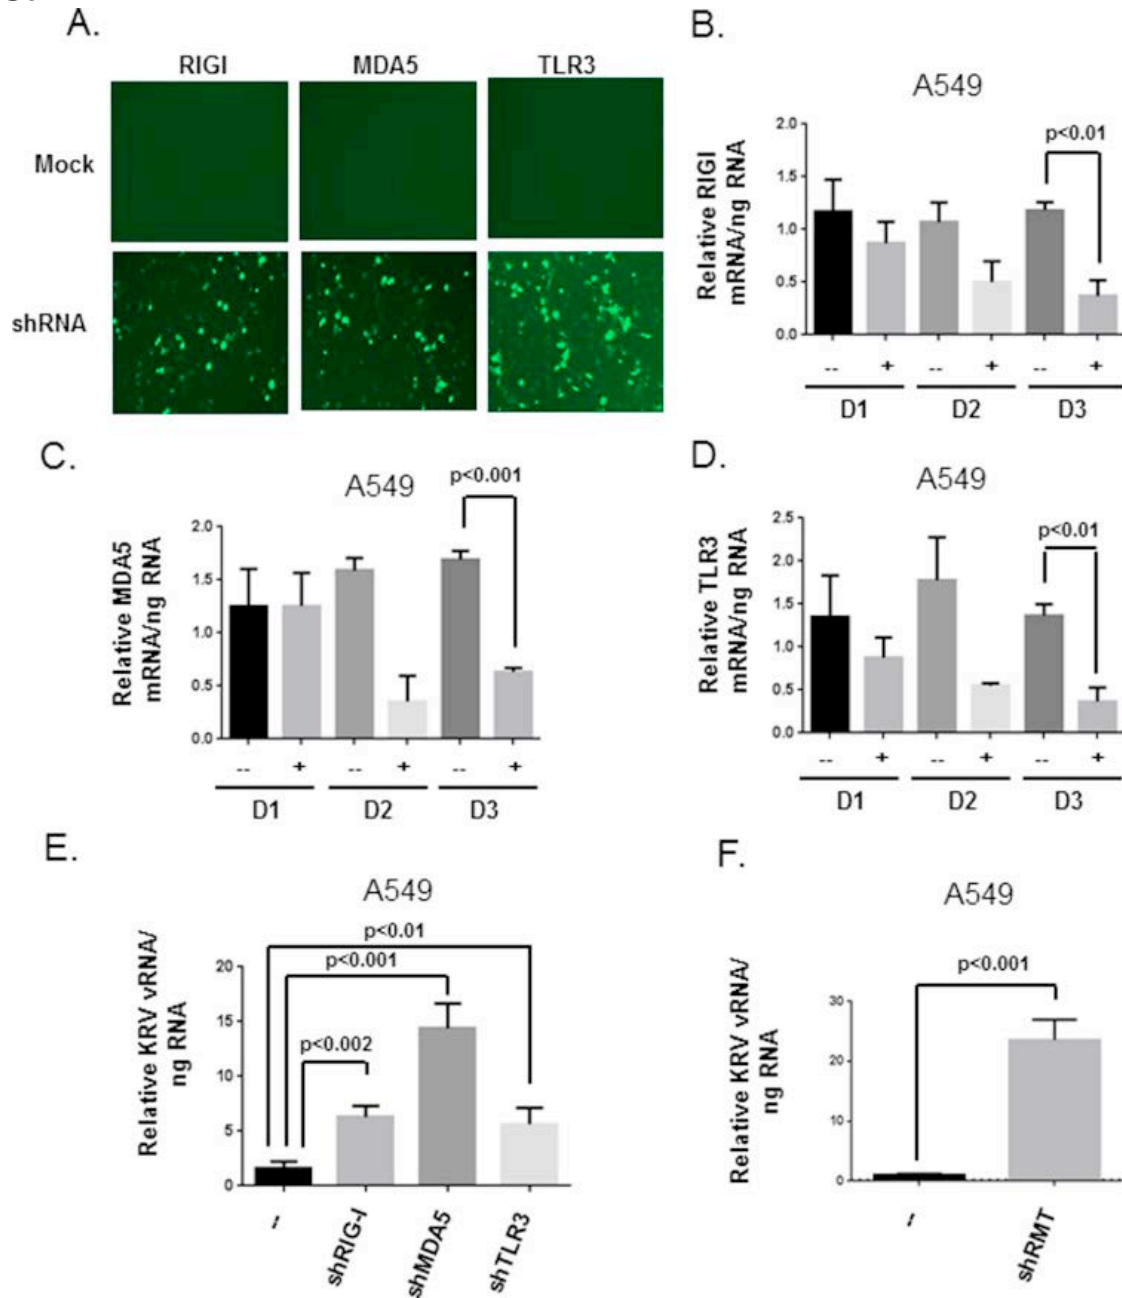 A.
RIGI MDA5 TLR3
Mock
shRNA
B.
A549
Relative RIGI
mRNA/ng RNA
2.0
1.5
1.0
0.5
0.0
p<0.01
-- + -- + -- +
D1 D2 D3
C.
A549
Relative MDA5
mRNA/ng RNA
2.0
1.5
1.0
0.5
0.0
p<0.001
-- + -- + -- +
D1 D2 D3
D.
A549
Relative TLR3
mRNA/ng RNA
2.5
2.0
1.5
1.0
0.5
0.0
p<0.01
-- + -- + -- +
D1 D2 D3
E.
A549
Relative KRV vRNA/
ng RNA
20
15
10
5
0
p<0.01
p<0.001
p<0.002
-- shRIG-I shMDA5 shTLR3
F.
A549
Relative KRV vRNA/
ng RNA
30
20
10
0
p<0.001
-- shRMT